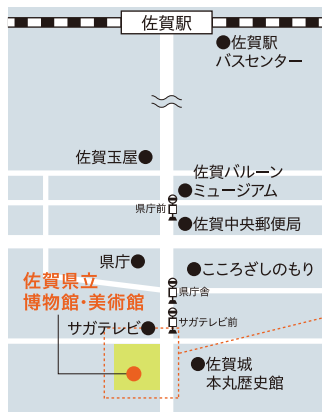 佐賀駅
佐賀駅
バスセンター
佐賀玉屋
佐賀バルーン
ミュージアム
県庁前
佐賀中央郵便局
県庁
こころざしのもり
佐賀県立
博物館・美術館
県庁舎
サガテレビ
サガテレビ前
佐賀城
本丸歴史館